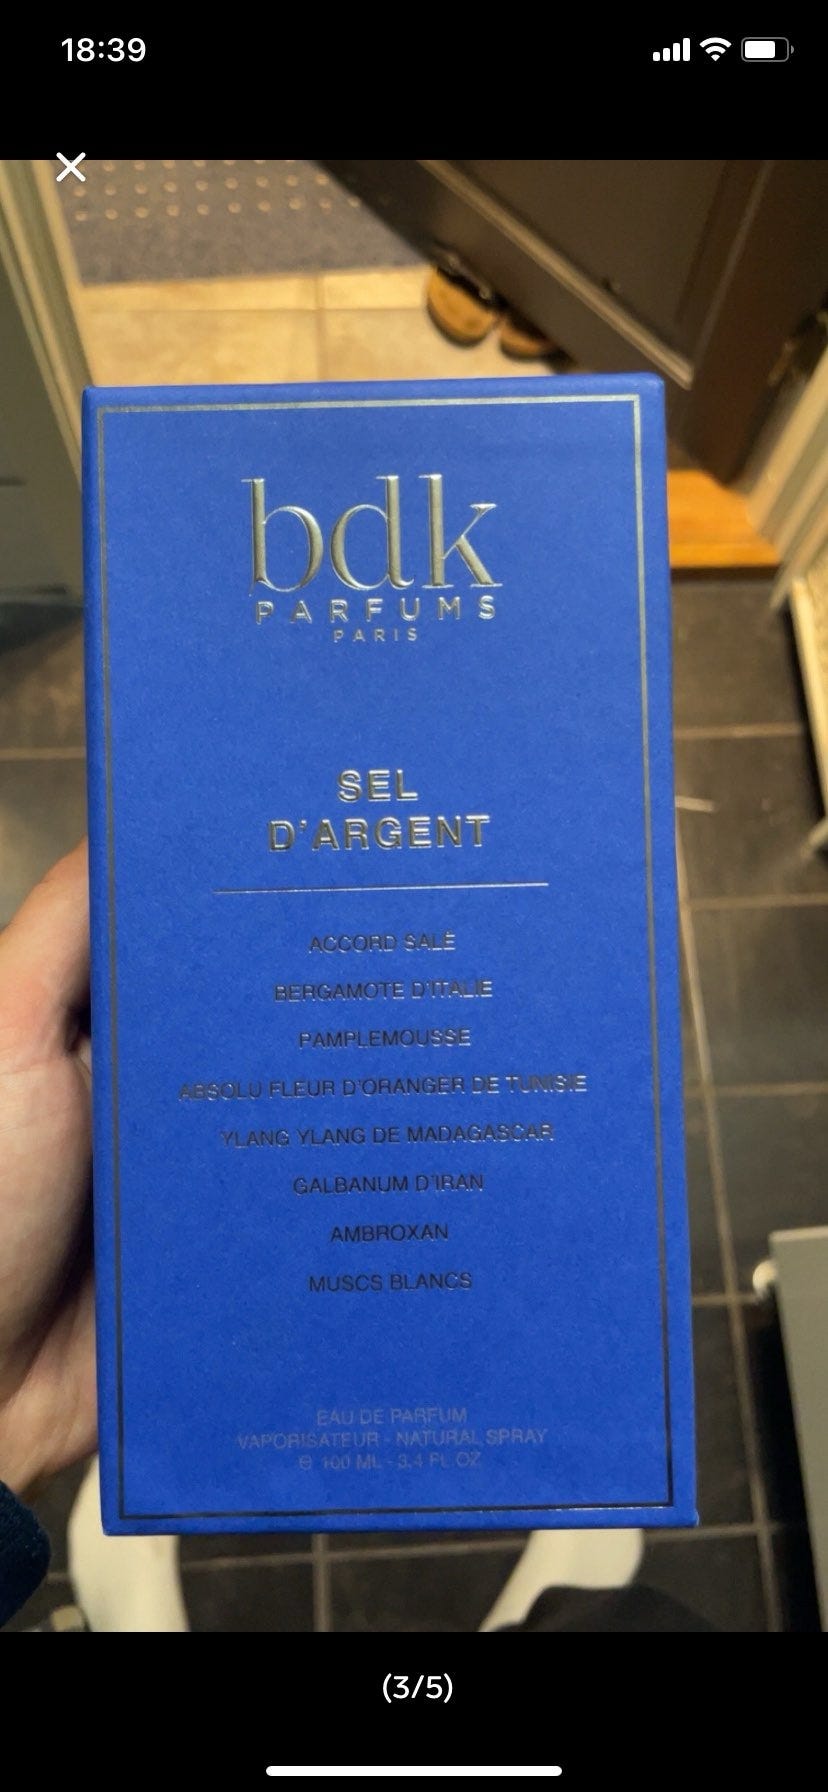 18:39
bdk
PARFUMS
PARIS
SEL
D'ARGENT
ACCORD SALÉ
BERGAMOTE D'ITALIE
PAMPLEMOUSSE
ABSOLU FLEUR D'ORANGER DE TUNISIE
YLANG YLANG DE MADAGASCAR
GALBANUM D'IRAN
AMBROXAN
MUSCS BLANCS
EAU DE PARFUM
VAPORISATEUR - NATURAL SPRAY
℮ 100 ML - 3.4 FL.OZ
(3/5)